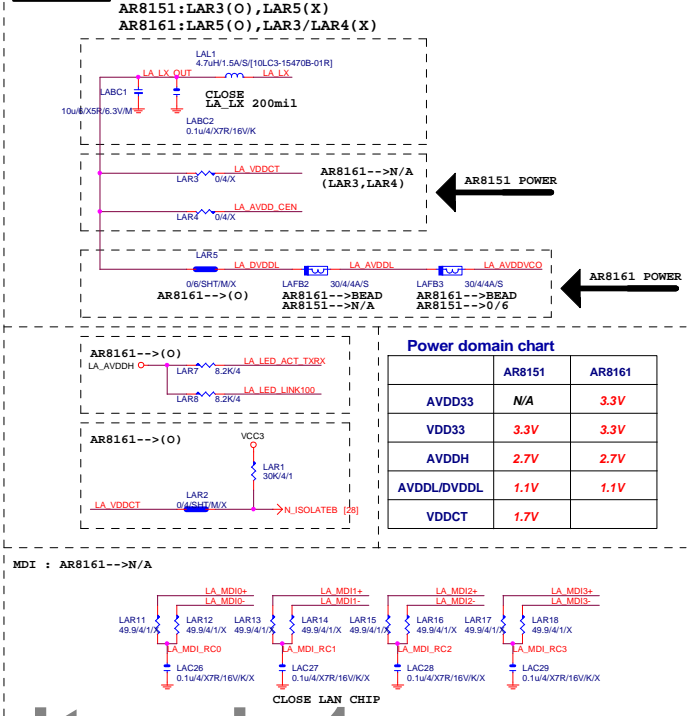 AR8151:LAR3(O),LAR5(X)
AR8161:LAR5(O),LAR3/LAR4(X)
LAL1
4.7uH/1.5A/S/[10LC3-15470B-01R]
LA_LX_OUT
LA_LX
LABC1
10u/6/X5R/6.3V/M
CLOSE
LA_LX 200mil
LABC2
0.1u/4/X7R/16V/K
LA_VDDCT
LAR3 0/4/X
AR8161-->N/A
(LAR3,LAR4)
AR8151 POWER
LA_AVDD_CEN
LAR4 0/4/X
LAR5
LA_DVDDL
LA_AVDDL
LA_AVDDVCO
0/6/SHT/M/X
LAFB2 30/4/4A/S
LAFB3 30/4/4A/S
AR8161 POWER
AR8161-->(O)
AR8161-->BEAD
AR8151-->N/A
AR8161-->BEAD
AR8151-->0/6
AR8161-->(O)
LA_AVDDH
LA_LED_ACT_TXRX
LAR7 8.2K/4
LA_LED_LINK100
LAR8 8.2K/4
AR8161-->(O)
VCC3
LAR1
30K/4/1
LAR2
LA_VDDCT
0/4/SHT/M/X
N_ISOLATEB [28]
Power domain chart
AR8151 AR8161
AVDD33 N/A 3.3V
VDD33 3.3V 3.3V
AVDDH 2.7V 2.7V
AVDDL/DVDDL 1.1V 1.1V
VDDCT 1.7V
MDI : AR8161-->N/A
LA_MDI0+ LA_MDI1+ LA_MDI2+ LA_MDI3+
LA_MDI0- LA_MDI1- LA_MDI2- LA_MDI3-
LAR11 LAR12 LAR13 LAR14 LAR15 LAR16 LAR17 LAR18
49.9/4/1/X 49.9/4/1/X 49.9/4/1/X 49.9/4/1/X 49.9/4/1/X 49.9/4/1/X 49.9/4/1/X 49.9/4/1/X
LA_MDI_RC0 LA_MDI_RC1 LA_MDI_RC2 LA_MDI_RC3
LAC26 LAC27 LAC28 LAC29
0.1u/4/X7R/16V/K/X 0.1u/4/X7R/16V/K/X 0.1u/4/X7R/16V/K/X 0.1u/4/X7R/16V/K/X
CLOSE LAN CHIP